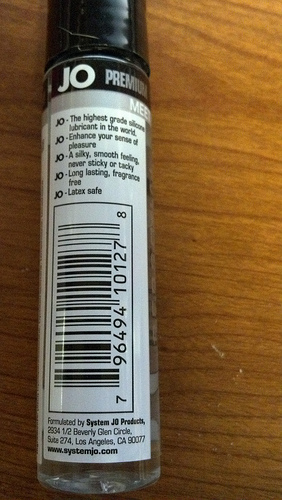 JO PREMIUM
JO - The highest grade silicone
lubricant in the world.
JO - Enhance your sense of
pleasure
JO - A silky, smooth feeling,
never sticky or tacky
JO - Long lasting, fragrance
free
JO - Latex safe
7 96494 10127 8
Formulated by System JO Products,
2934 1/2 Beverly Glen Circle,
Suite 274, Los Angeles, CA 90077
www.systemjo.com